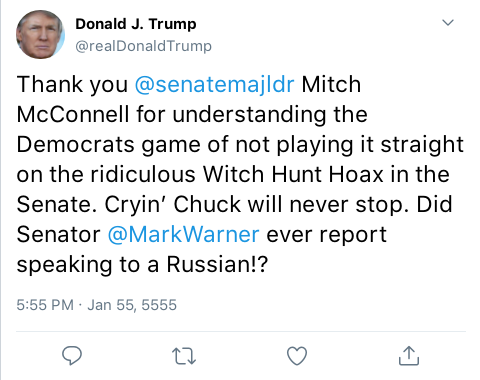 Donald J. Trump
@realDonaldTrump
Thank you @senatemajldr Mitch
McConnell for understanding the
Democrats game of not playing it straight
on the ridiculous Witch Hunt Hoax in the
Senate. Cryin’ Chuck will never stop. Did
Senator @MarkWarner ever report
speaking to a Russian!?
5:55 PM · Jan 55, 5555